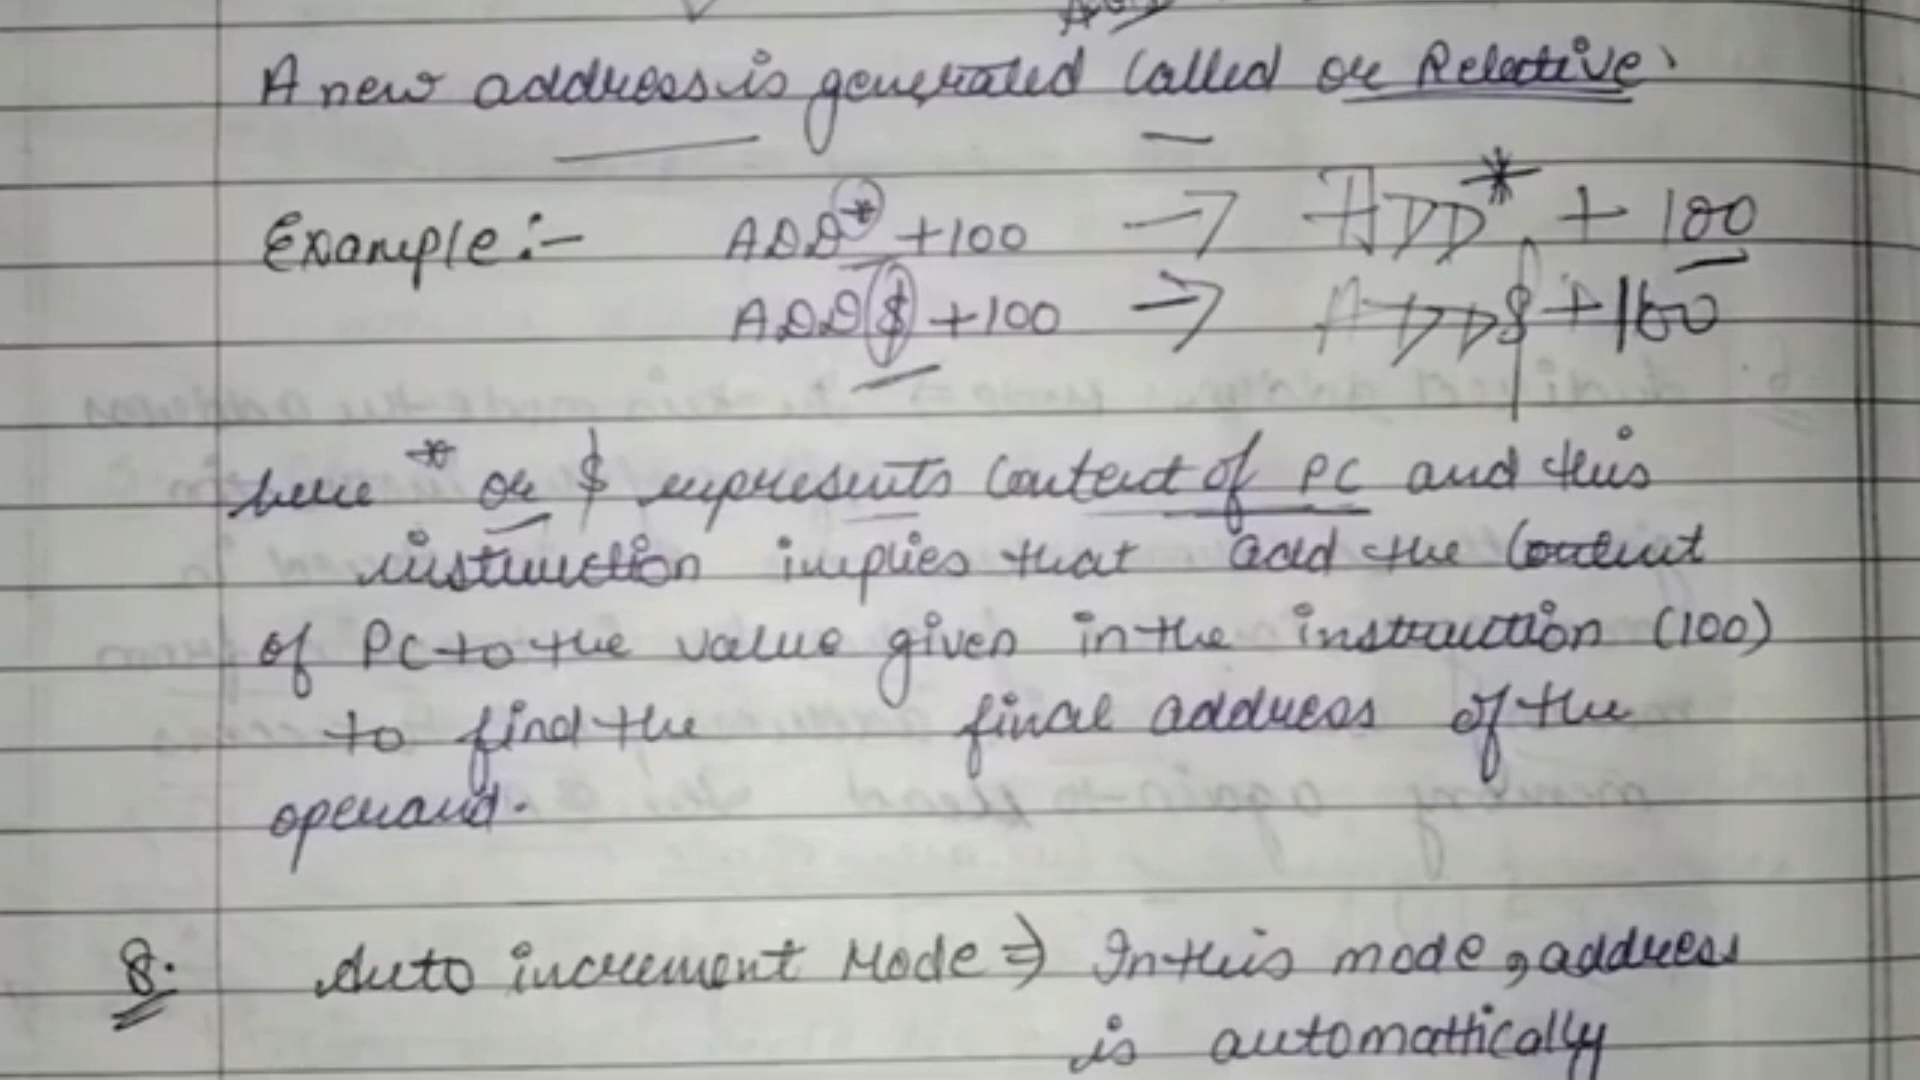 A new address is generated called or Relative.
Example:- ADD* +100 → ADD* + 100
ADD$ +100 → ADD$ +100
here * or $ represents content of PC and this
instruction implies that add the content
of PC to the value given in the instruction (100)
to find the final address of the
operand.
8. Auto increment Mode ⇒ In this mode, address
is automatically